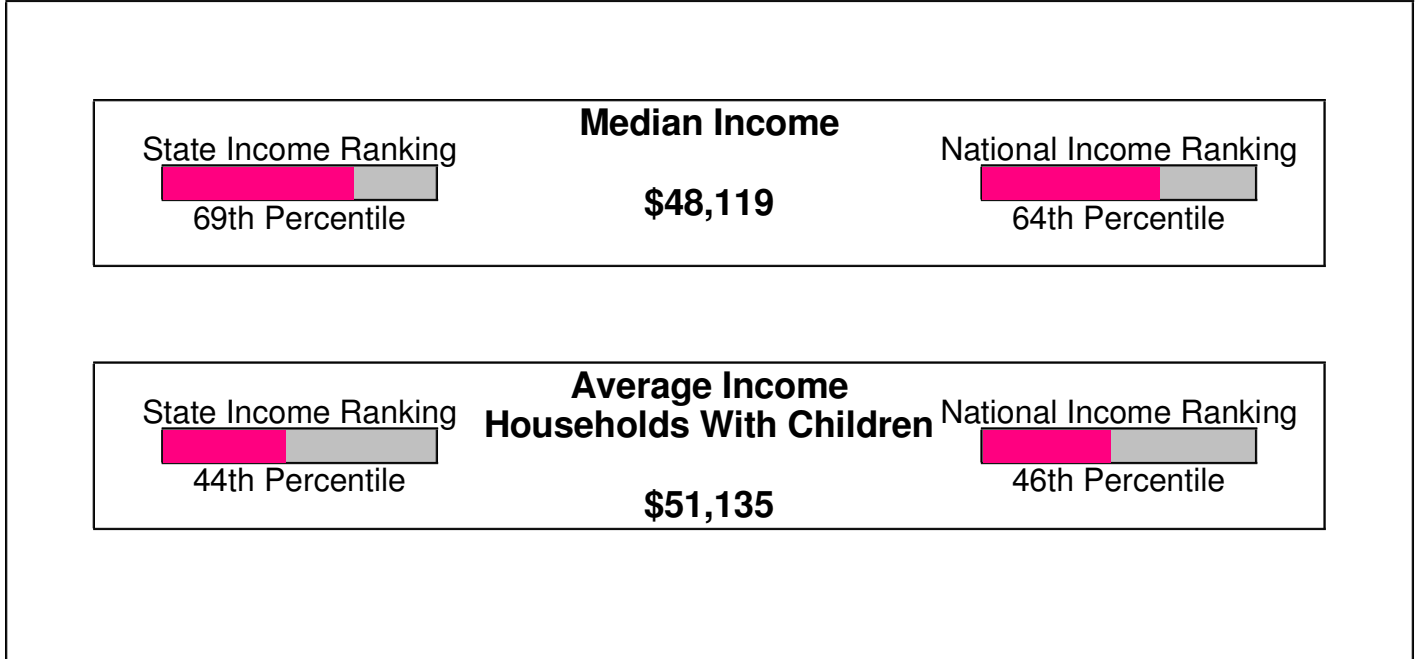 Median Income
State Income Ranking
National Income Ranking
$48,119
69th Percentile
64th Percentile
Average Income
Households With Children
State Income Ranking
National Income Ranking
44th Percentile
46th Percentile
$51,135